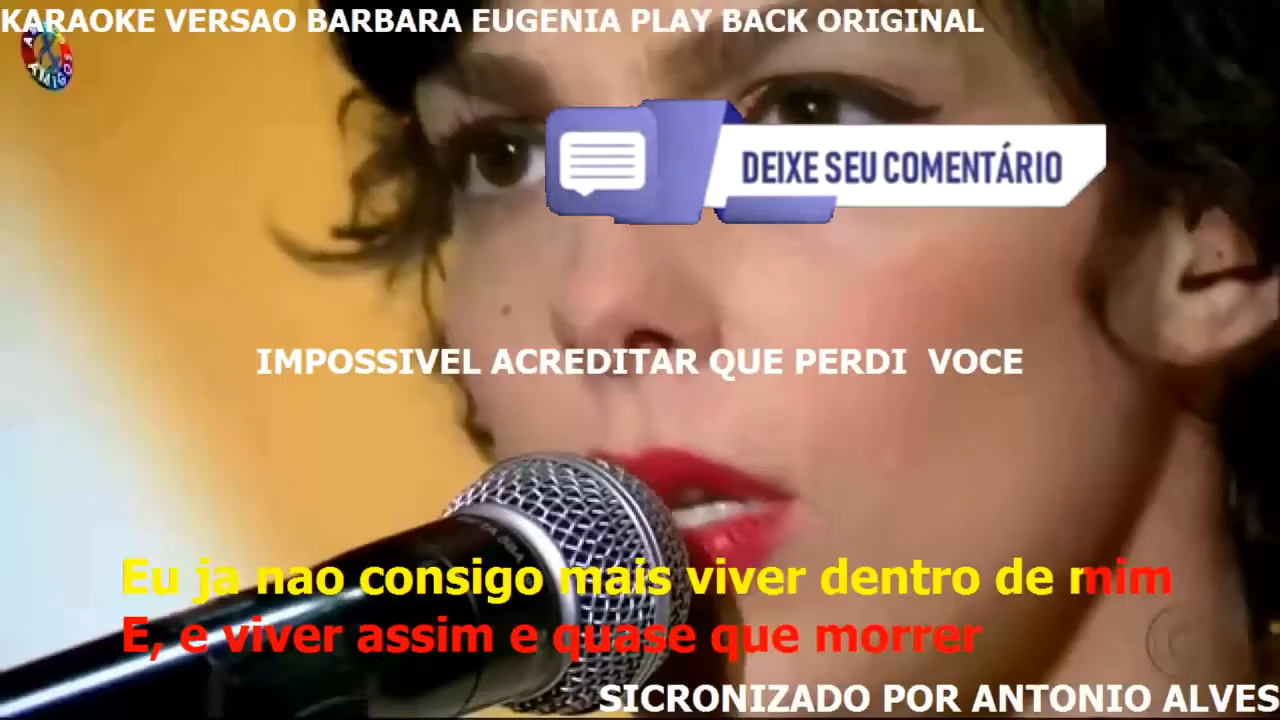 KARAOKE VERSAO BARBARA EUGENIA PLAY BACK ORIGINAL
AMIGOS
DEIXE SEU COMENTÁRIO
IMPOSSIVEL ACREDITAR QUE PERDI VOCE
Eu ja nao consigo mais viver dentro de mim
E, e viver assim e quase que morrer
SICRONIZADO POR ANTONIO ALVES